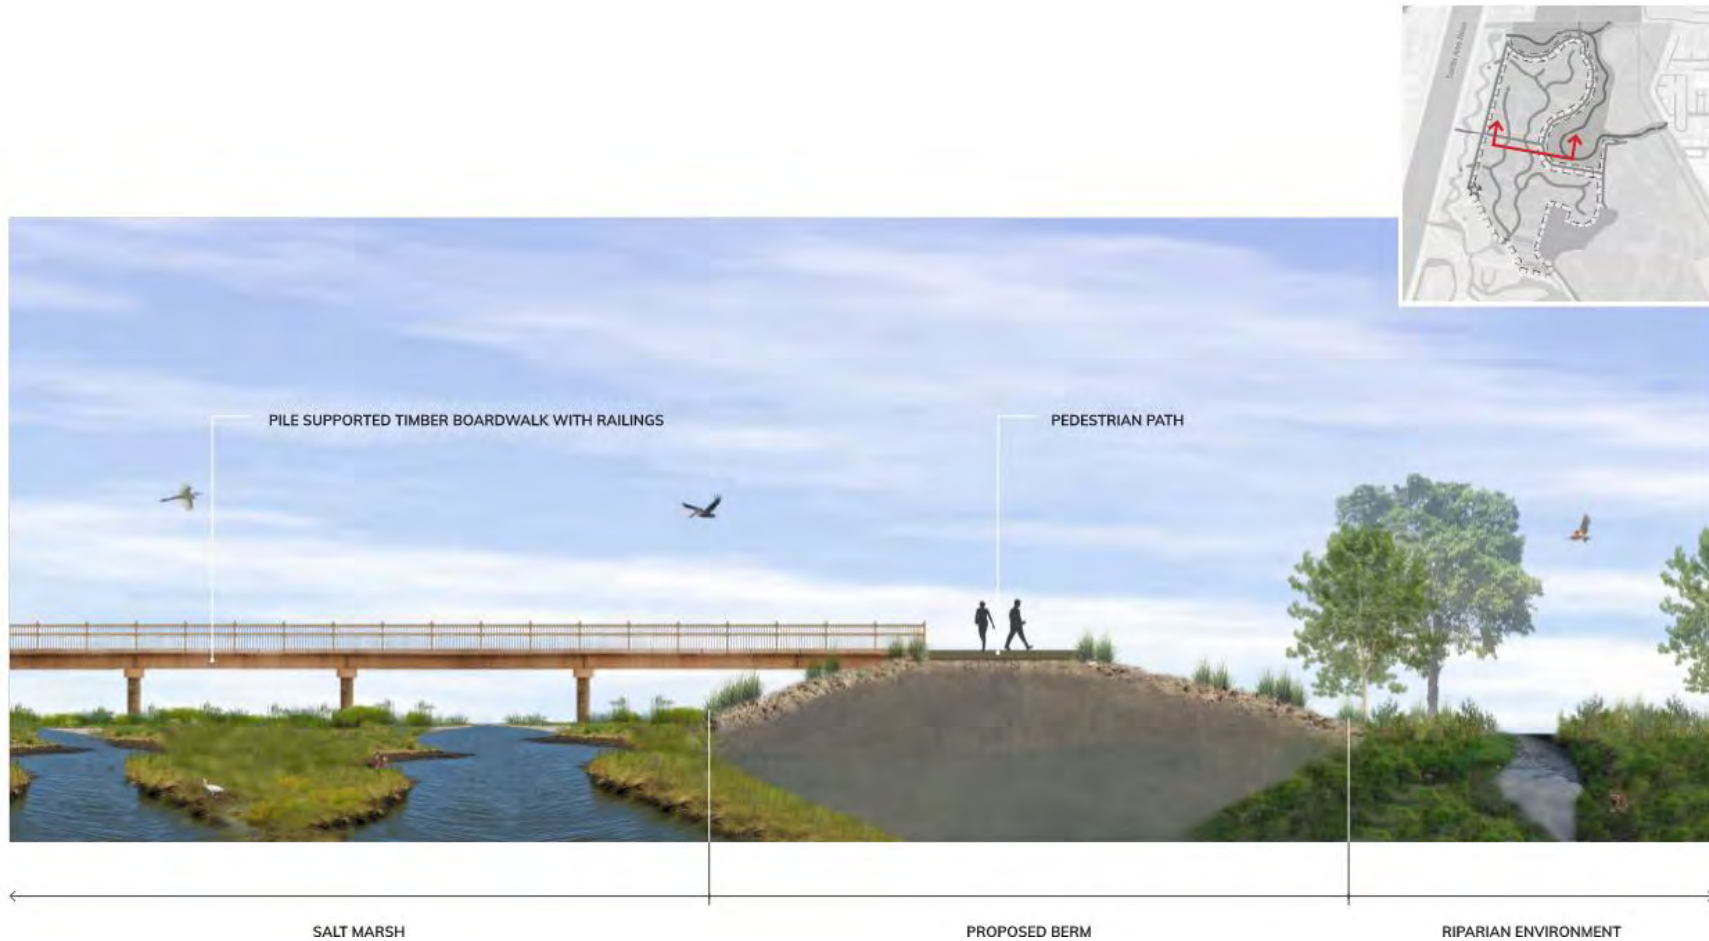 PILE SUPPORTED TIMBER BOARDWALK WITH RAILINGS
PEDESTRIAN PATH
SALT MARSH
PROPOSED BERM
RIPARIAN ENVIRONMENT